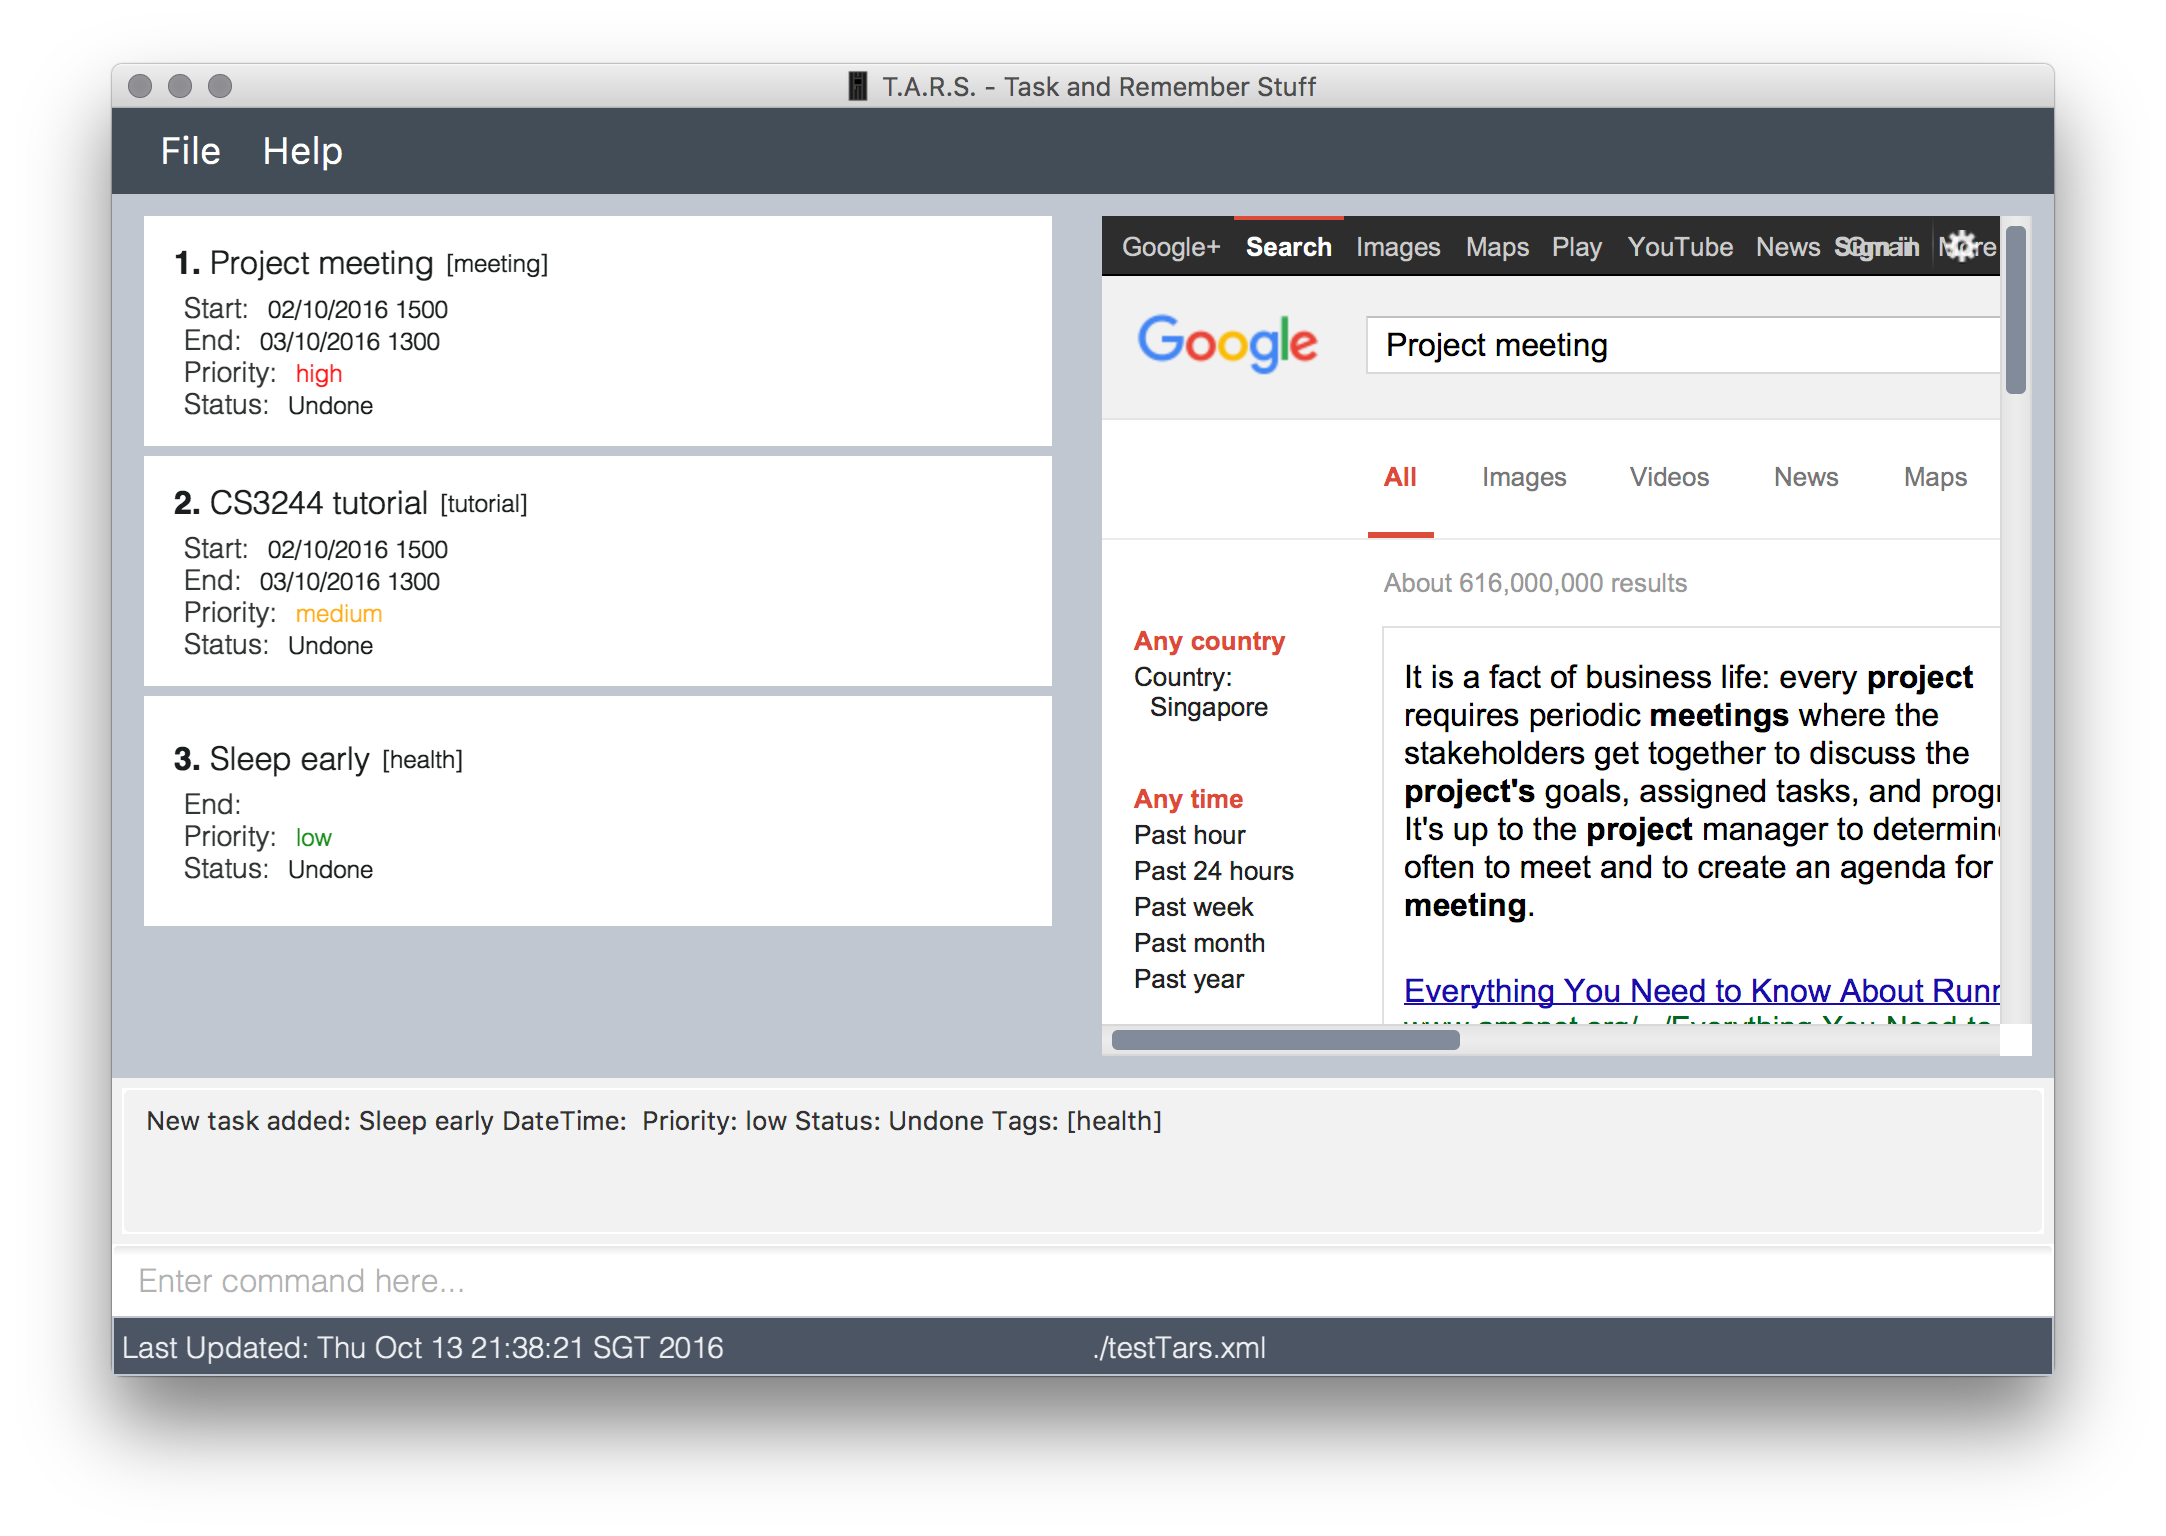 T.A.R.S. - Task and Remember Stuff
File Help
1. Project meeting [meeting]
Start: 02/10/2016 1500
End: 03/10/2016 1300
Priority: high
Status: Undone
2. CS3244 tutorial [tutorial]
Start: 02/10/2016 1500
End: 03/10/2016 1300
Priority: medium
Status: Undone
3. Sleep early [health]
End:
Priority: low
Status: Undone
Google+ Search Images Maps Play YouTube News Sign in
Google Project meeting
All Images Videos News Maps
About 616,000,000 results
Any country
Country:
Singapore
Any time
Past hour
Past 24 hours
Past week
Past month
Past year
It is a fact of business life: every project
requires periodic meetings where the
stakeholders get together to discuss the
project's goals, assigned tasks, and progr
It's up to the project manager to determine
often to meet and to create an agenda for
meeting.
Everything You Need to Know About Runn
New task added: Sleep early DateTime: Priority: low Status: Undone Tags: [health]
Enter command here...
Last Updated: Thu Oct 13 21:38:21 SGT 2016 ./testTars.xml